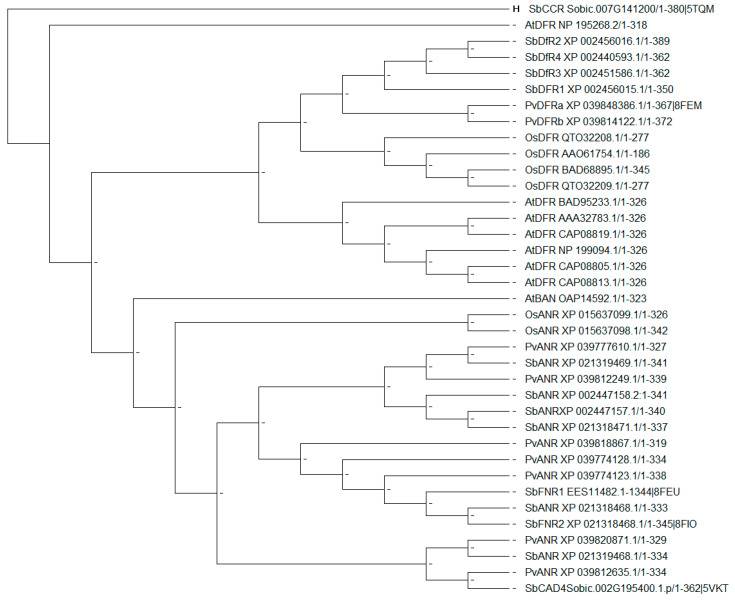 H SbCCR Sobic.007G141200/1-380|5TQM
AtDFR NP 195268.2/1-318
SbDfR2 XP 002456016.1/1-389
SbDfR4 XP 002440593.1/1-362
SbDfR3 XP 002451586.1/1-362
SbDFR1 XP 002456015.1/1-350
PvDFRa XP 039848386.1/1-367|8FEM
PvDFRb XP 039814122.1/1-372
OsDFR QTO32208.1/1-277
OsDFR AAO61754.1/1-186
OsDFR BAD68895.1/1-345
OsDFR QTO32209.1/1-277
AtDFR BAD95233.1/1-326
AtDFR AAA32783.1/1-326
AtDFR CAP08819.1/1-326
AtDFR NP 199094.1/1-326
AtDFR CAP08805.1/1-326
AtDFR CAP08813.1/1-326
AtBAN OAP14592.1/1-323
OsANR XP 015637099.1/1-326
OsANR XP 015637098.1/1-342
PvANR XP 039777610.1/1-327
SbANR XP 021319469.1/1-341
PvANR XP 039812249.1/1-339
SbANR XP 002447158.2:1-341
SbANRXP 002447157.1/1-340
SbANR XP 021318471.1/1-337
PvANR XP 039818867.1/1-319
PvANR XP 039774128.1/1-334
PvANR XP 039774123.1/1-338
SbFNR1 EES11482.1-1344|8FEU
SbANR XP 021318468.1/1-333
SbFNR2 XP 021318468.1/1-345|8FIO
PvANR XP 039820871.1/1-329
SbANR XP 021319468.1/1-334
PvANR XP 039812635.1/1-334
SbCAD4Sobic.002G195400.1.p/1-362|5VKT